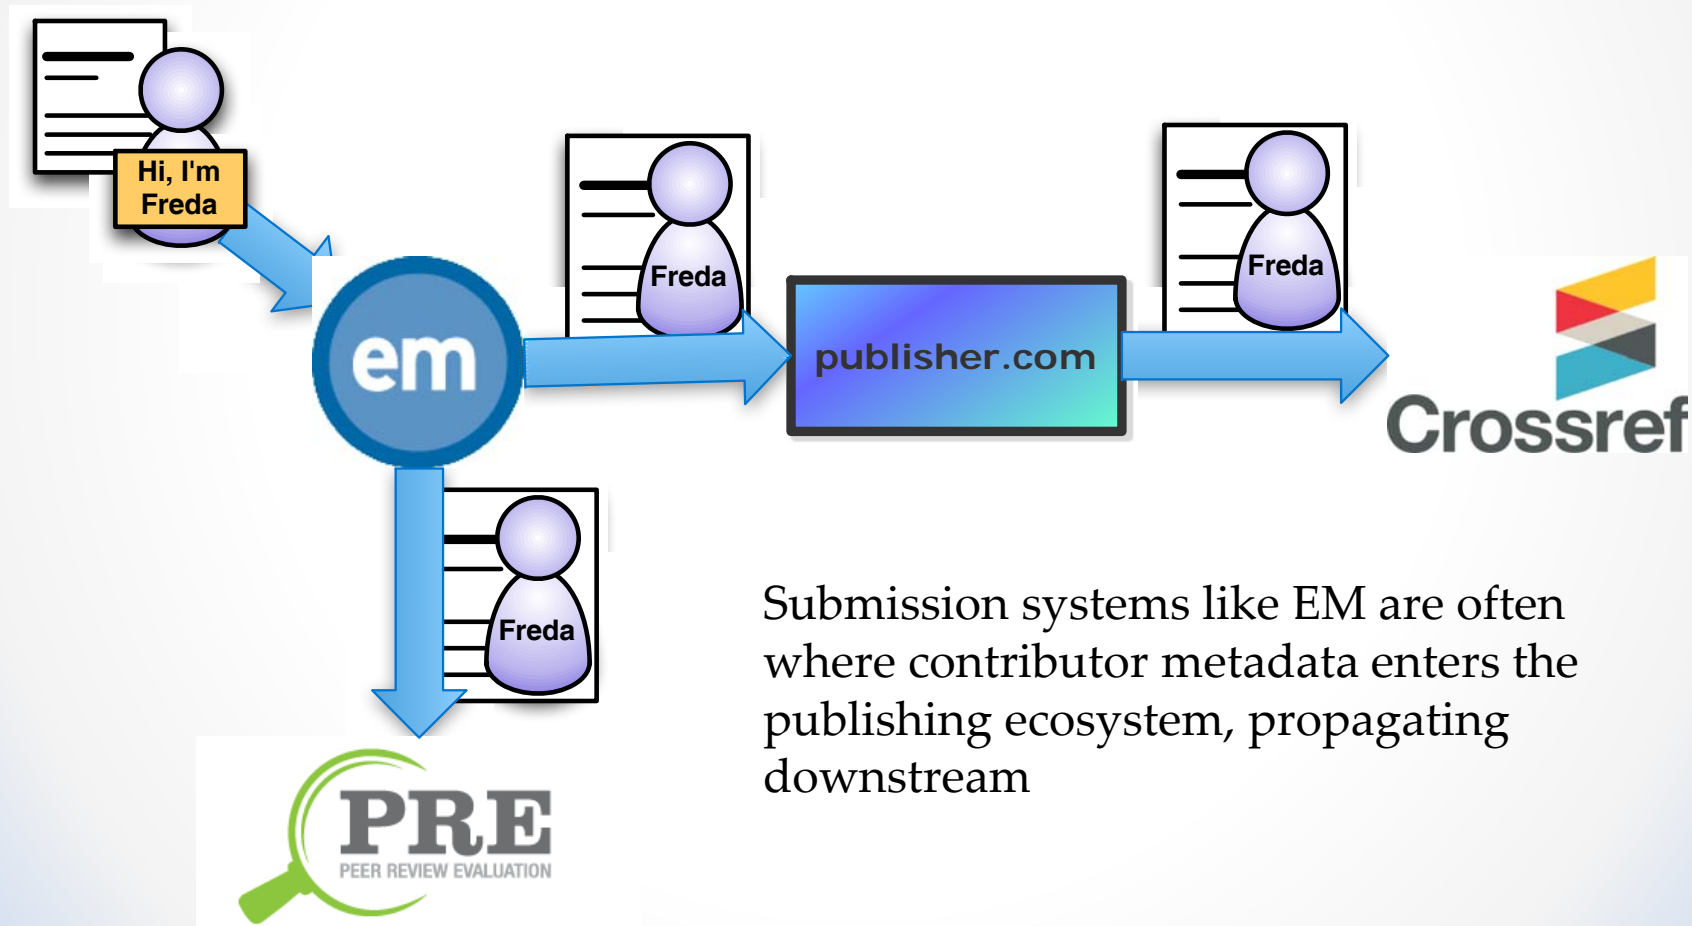 Hi, I'm
Freda
em
Freda
publisher.com
Freda
Crossref
Freda
PRE
PEER REVIEW EVALUATION
Submission systems like EM are often
where contributor metadata enters the
publishing ecosystem, propagating
downstream